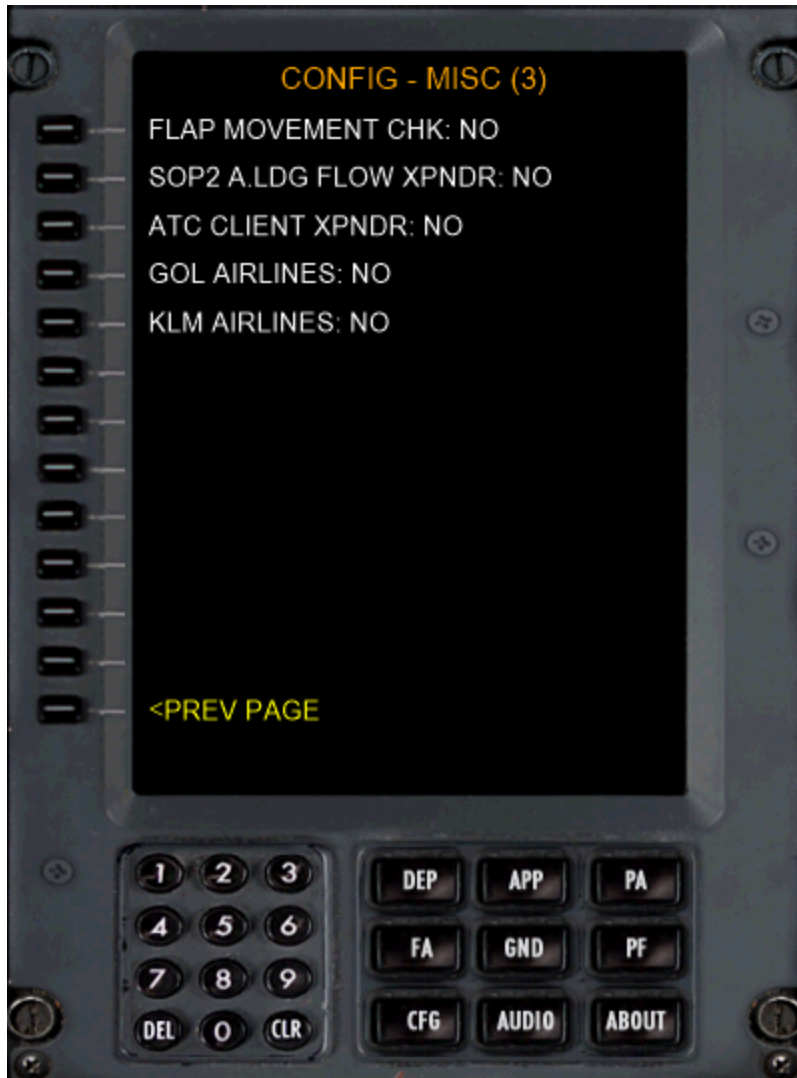 CONFIG - MISC (3)
FLAP MOVEMENT CHK: NO
SOP2 A.LDG FLOW XPNDR: NO
ATC CLIENT XPNDR: NO
GOL AIRLINES: NO
KLM AIRLINES: NO
<PREV PAGE
1 2 3
4 5 6
7 8 9
DEL 0 CLR
DEP APP PA
FA GND PF
CFG AUDIO ABOUT